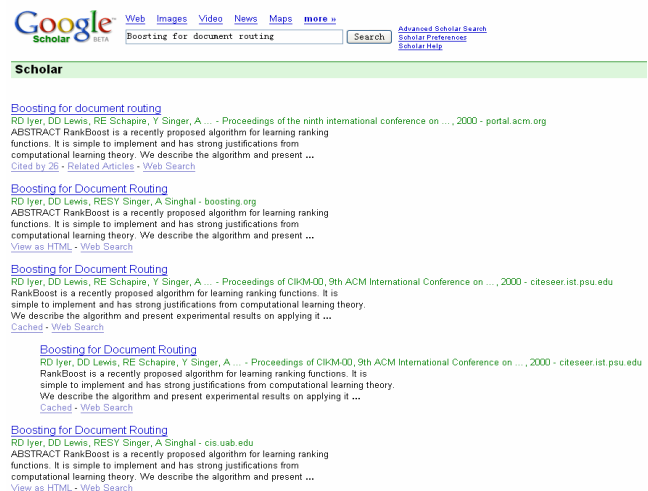 Google™
Scholar BETA
Web Images Video News Maps more »
Boosting for document routing Search
Advanced Scholar Search
Scholar Preferences
Scholar Help
Scholar
Boosting for document routing
RD Iyer, DD Lewis, RE Schapire, Y Singer, A ... - Proceedings of the ninth international conference on ..., 2000 - portal.acm.org
ABSTRACT RankBoost is a recently proposed algorithm for learning ranking
functions. It is simple to implement and has strong justifications from
computational learning theory. We describe the algorithm and present ...
Cited by 26 - Related Articles - Web Search
Boosting for Document Routing
RD Iyer, DD Lewis, RESY Singer, A Singhal - boosting.org
ABSTRACT RankBoost is a recently proposed algorithm for learning ranking
functions. It is simple to implement and has strong justifications from
computational learning theory. We describe the algorithm and present ...
View as HTML - Web Search
Boosting for Document Routing
RD Iyer, DD Lewis, RE Schapire, Y Singer, A ... - Proceedings of CIKM-00, 9th ACM International Conference on ..., 2000 - citeseer.ist.psu.edu
RankBoost is a recently proposed algorithm for learning ranking functions. It is
simple to implement and has strong justifications from computational learning theory.
We describe the algorithm and present experimental results on applying it ...
Cached - Web Search
Boosting for Document Routing
RD Iyer, DD Lewis, RE Schapire, Y Singer, A ... - Proceedings of CIKM-00, 9th ACM International Conference on ..., 2000 - citeseer.ist.psu.edu
RankBoost is a recently proposed algorithm for learning ranking functions. It is
simple to implement and has strong justifications from computational learning theory.
We describe the algorithm and present experimental results on applying it ...
Cached - Web Search
Boosting for Document Routing
RD Iyer, DD Lewis, RESY Singer, A Singhal - cis.uab.edu
ABSTRACT RankBoost is a recently proposed algorithm for learning ranking
functions. It is simple to implement and has strong justifications from
computational learning theory. We describe the algorithm and present ...
View as HTML - Web Search